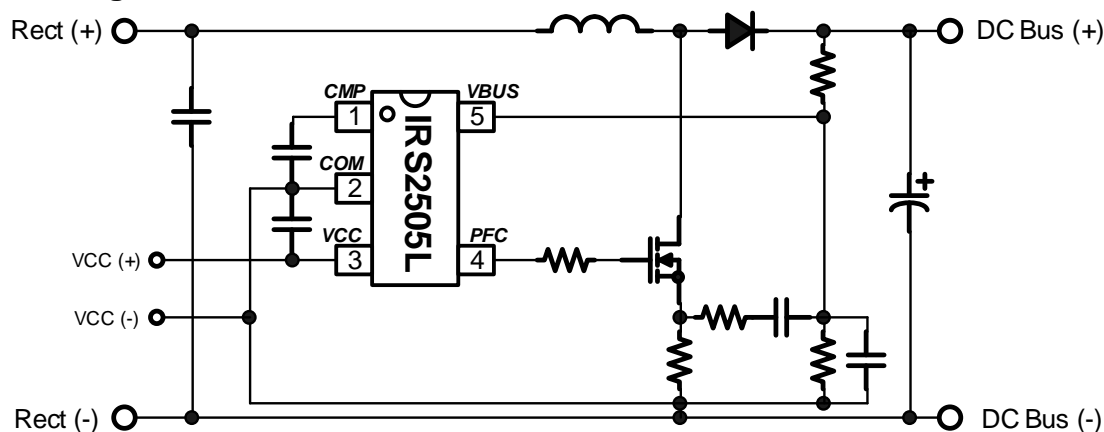 Rect (+)
DC Bus (+)
CMP
VBUS
1
5
IRS2505L
COM
2
VCC
PFC
3
4
VCC (+)
VCC (-)
+
Rect (-)
DC Bus (-)